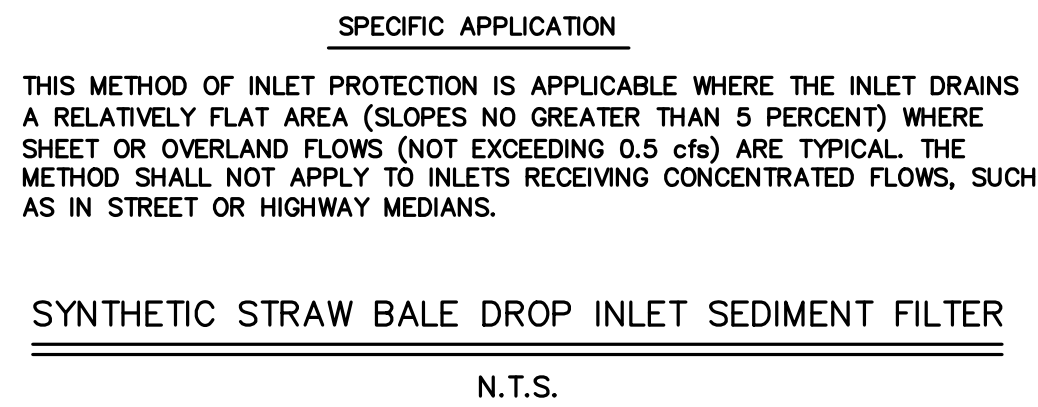 SPECIFIC APPLICATION
THIS METHOD OF INLET PROTECTION IS APPLICABLE WHERE THE INLET DRAINS
A RELATIVELY FLAT AREA (SLOPES NO GREATER THAN 5 PERCENT) WHERE
SHEET OR OVERLAND FLOWS (NOT EXCEEDING 0.5 cfs) ARE TYPICAL. THE
METHOD SHALL NOT APPLY TO INLETS RECEIVING CONCENTRATED FLOWS, SUCH
AS IN STREET OR HIGHWAY MEDIANS.
SYNTHETIC STRAW BALE DROP INLET SEDIMENT FILTER
N.T.S.